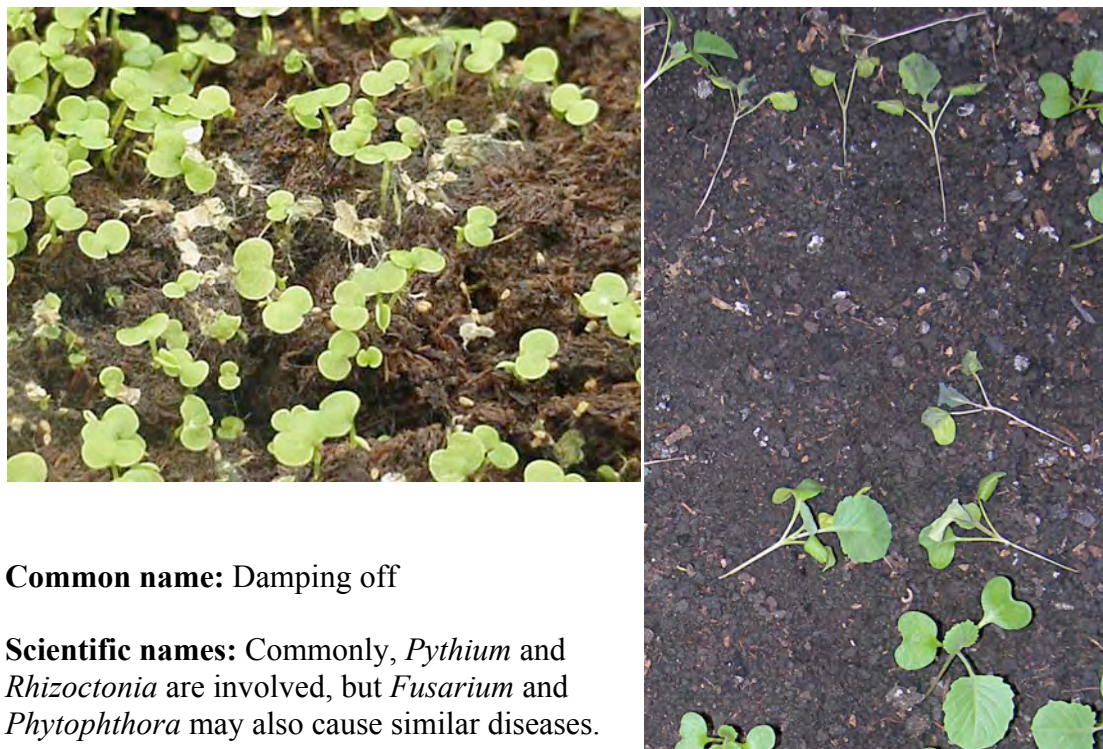 Common name: Damping off
Scientific names: Commonly, Pythium and
Rhizoctonia are involved, but Fusarium and
Phytophthora may also cause similar diseases.